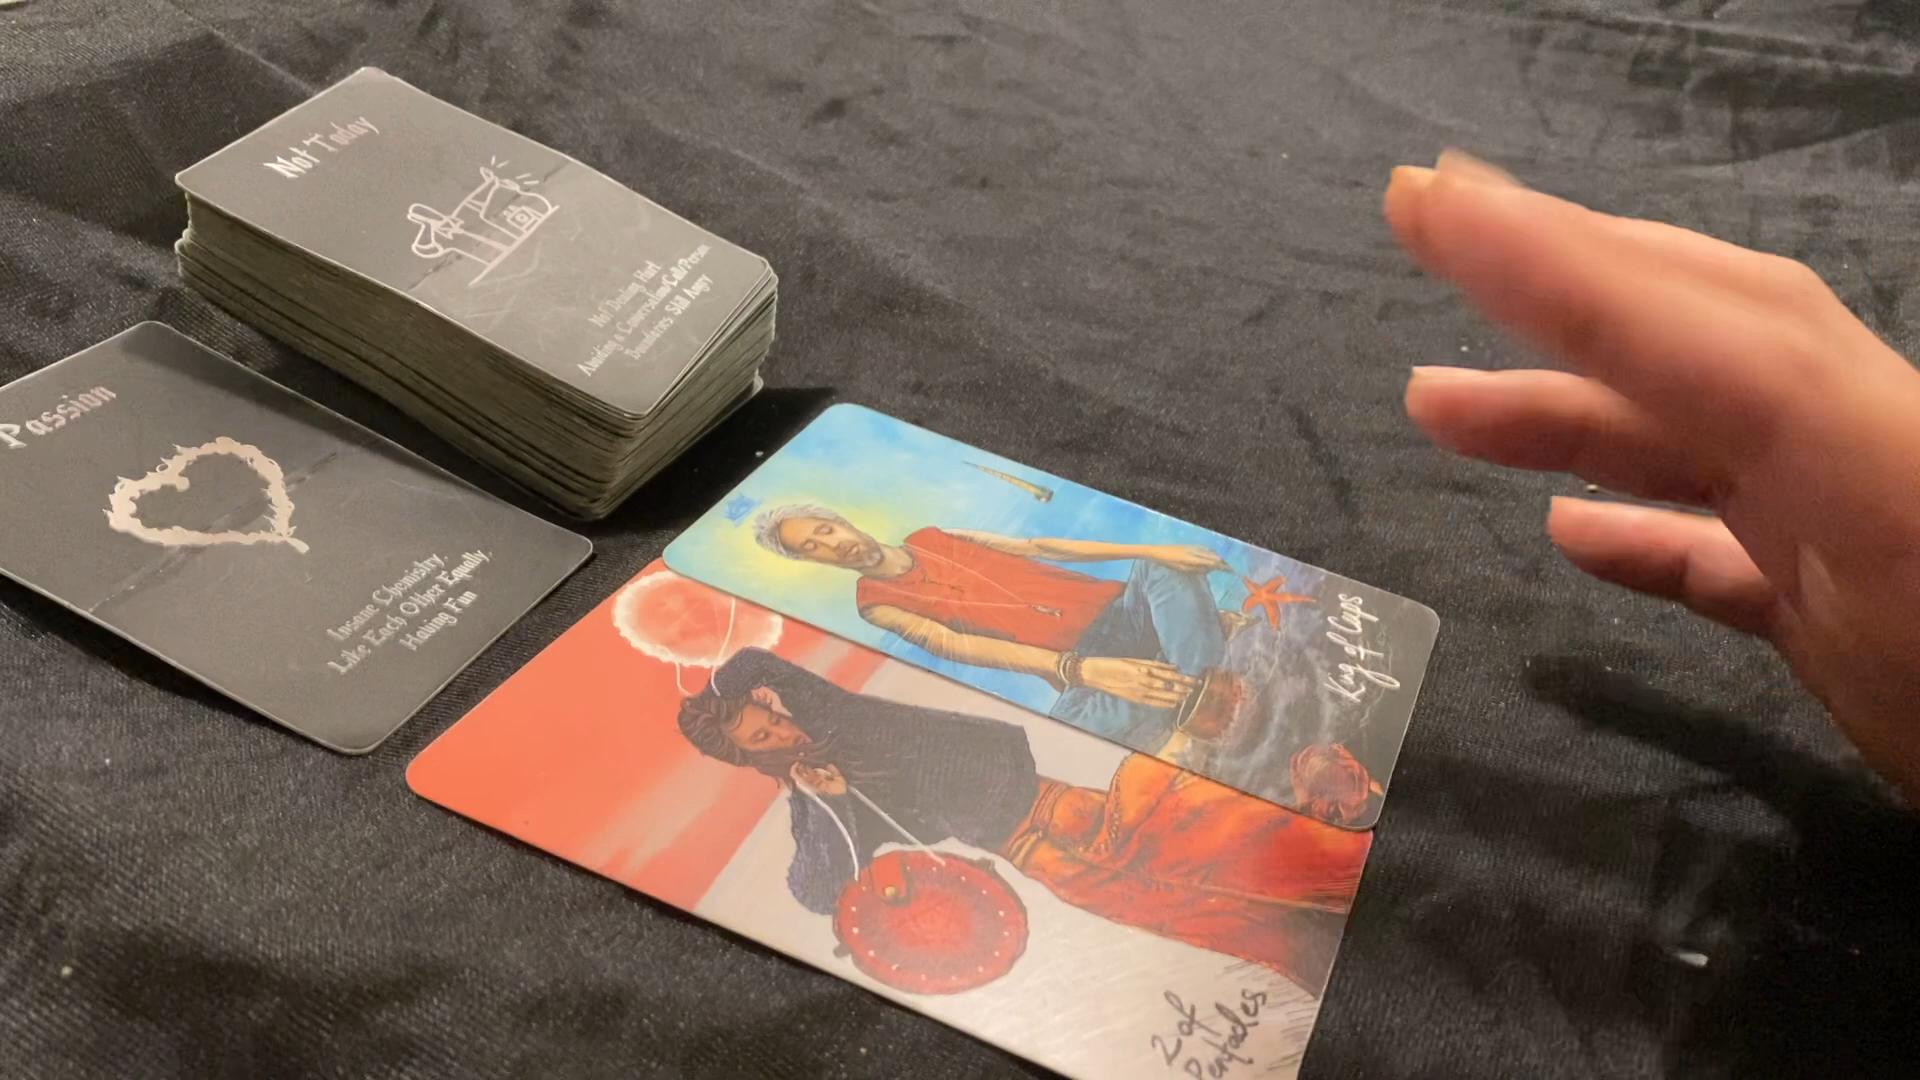 Not Today
Not Dealing, Hurt
Avoiding a Conversation/Call/Person
Boundaries, Still Angry
Passion
Insane Chemistry,
Like Each Other Equally,
Having Fun
King of Cups
2 of
Pentacles